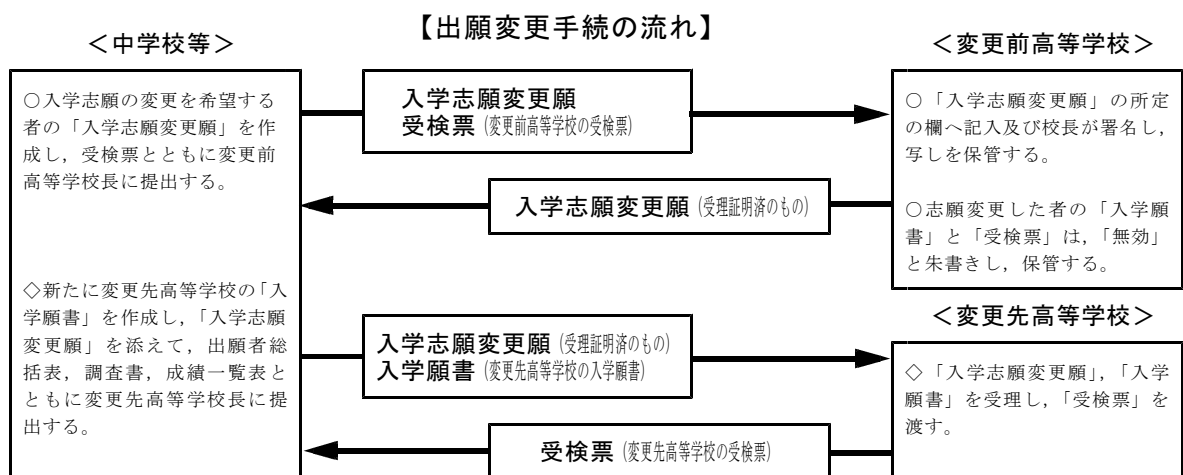 【出願変更手続の流れ】
＜中学校等＞
○入学志願の変更を希望する
者の「入学志願変更願」を作
成し，受検票とともに変更前
高等学校長に提出する。
◇新たに変更先高等学校の「入
学願書」を作成し，「入学志願
変更願」を添えて，出願者総
括表，調査書，成績一覧表と
ともに変更先高等学校長に提
出する。
入学志願変更願
受検票（変更前高等学校の受検票）
入学志願変更願（受理証明済のもの）
入学志願変更願（受理証明済のもの）
入学願書（変更先高等学校の入学願書）
受検票（変更先高等学校の受検票）
＜変更前高等学校＞
○「入学志願変更願」の所定
の欄へ記入及び校長が署名し，
写しを保管する。
○志願変更した者の「入学願
書」と「受検票」は，「無効」
と朱書きし，保管する。
＜変更先高等学校＞
◇「入学志願変更願」，「入学
願書」を受理し，「受検票」を
渡す。